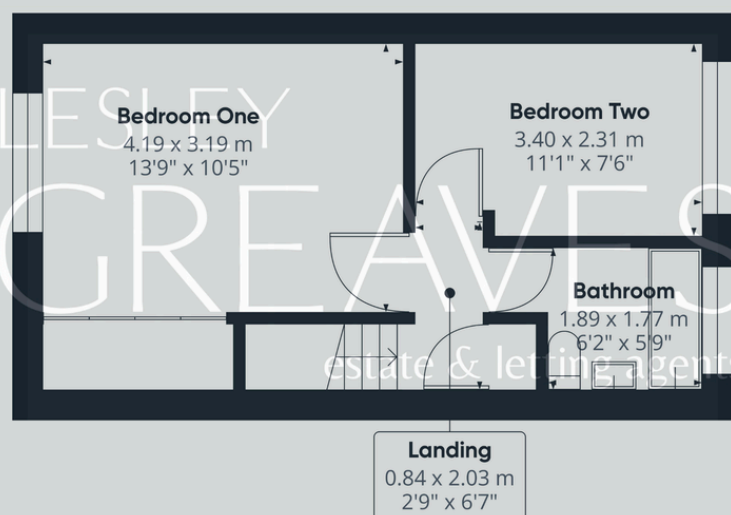 LESLEY
GREAVES
estate & letting agents
Bedroom One
4.19 x 3.19 m
13'9" x 10'5"
Bedroom Two
3.40 x 2.31 m
11'1" x 7'6"
Bathroom
1.89 x 1.77 m
6'2" x 5'9"
Landing
0.84 x 2.03 m
2'9" x 6'7"